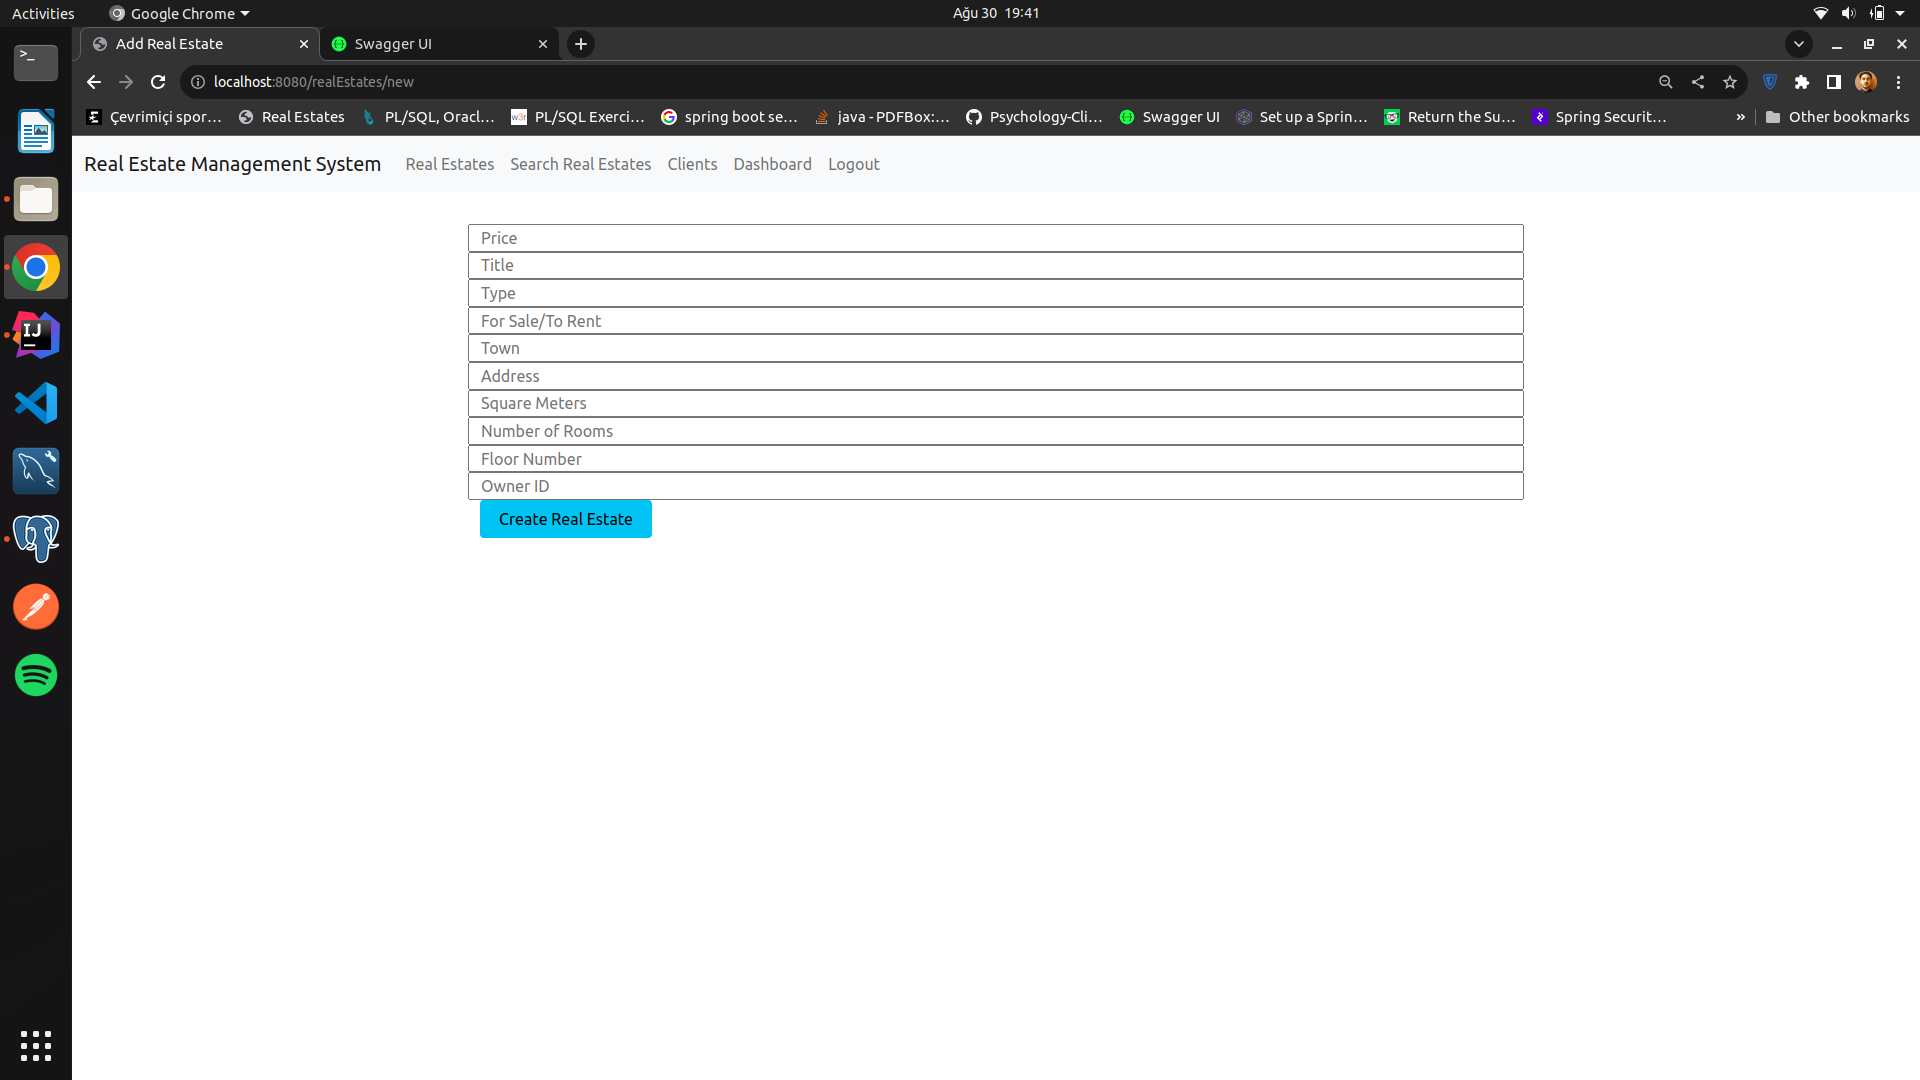 Activities Google Chrome Ağu 30 19:41
Add Real Estate Swagger UI
localhost:8080/realEstates/new
Çevrimiçi spor… Real Estates PL/SQL, Oracl… PL/SQL Exerci… spring boot se… java - PDFBox:… Psychology-Cli… Swagger UI Set up a Sprin… Return the Su… Spring Securit… » Other bookmarks
Real Estate Management System Real Estates Search Real Estates Clients Dashboard Logout
Price
Title
Type
For Sale/To Rent
Town
Address
Square Meters
Number of Rooms
Floor Number
Owner ID
Create Real Estate